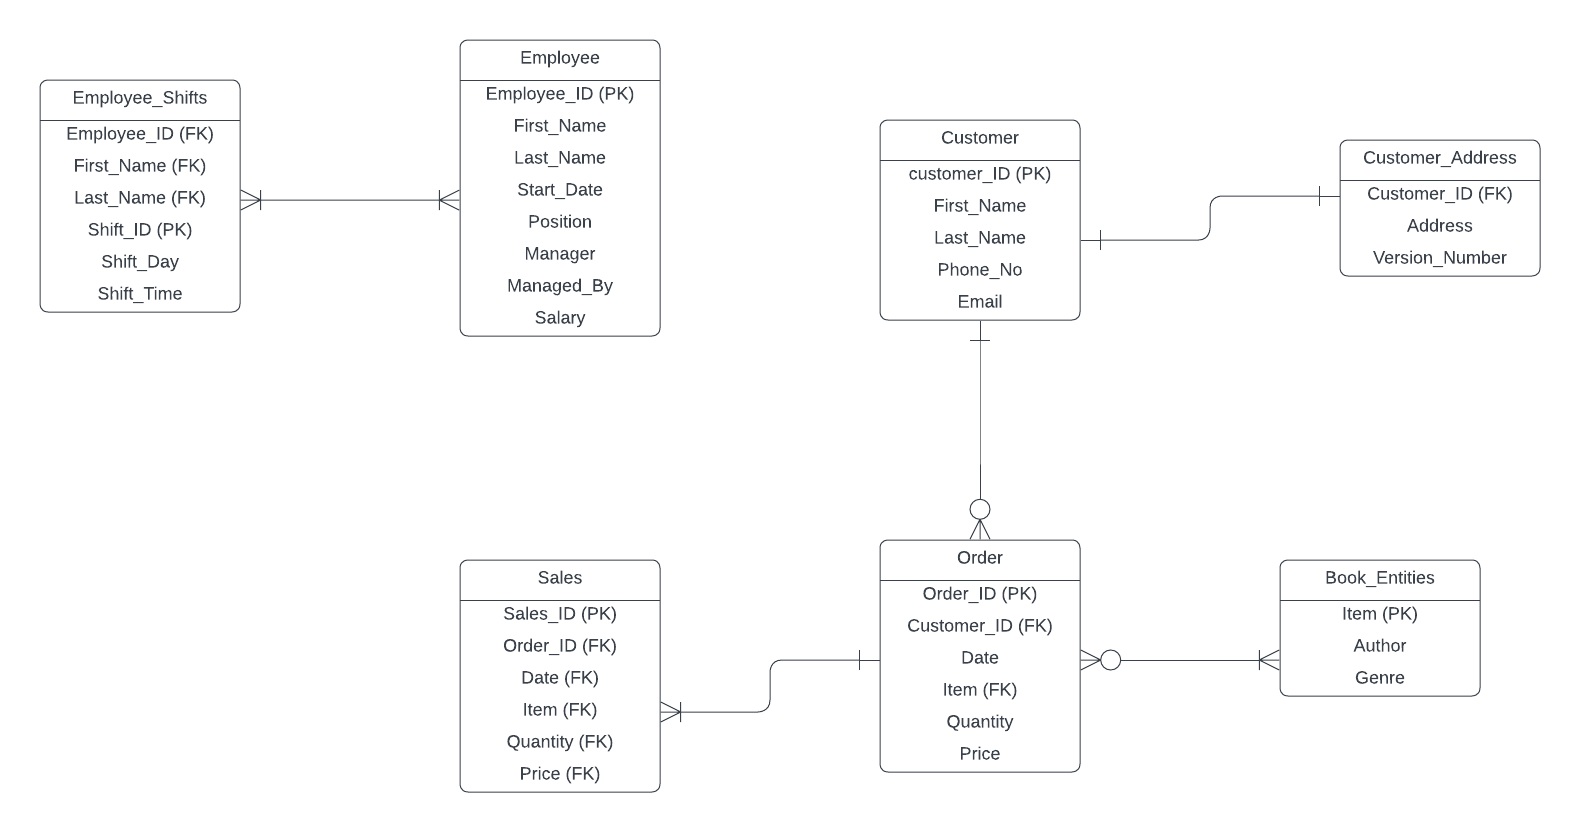 Employee_Shifts
Employee_ID (FK)
First_Name (FK)
Last_Name (FK)
Shift_ID (PK)
Shift_Day
Shift_Time
Employee
Employee_ID (PK)
First_Name
Last_Name
Start_Date
Position
Manager
Managed_By
Salary
Customer
customer_ID (PK)
First_Name
Last_Name
Phone_No
Email
Customer_Address
Customer_ID (FK)
Address
Version_Number
Sales
Sales_ID (PK)
Order_ID (FK)
Date (FK)
Item (FK)
Quantity (FK)
Price (FK)
Order
Order_ID (PK)
Customer_ID (FK)
Date
Item (FK)
Quantity
Price
Book_Entities
Item (PK)
Author
Genre